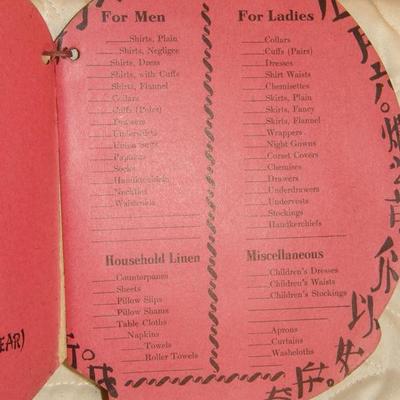 For Men
Shirts, Plain
Shirts, Negligee
Shirts, Dress
Shirts, with Cuffs
Shirts, Flannel
Collars
Cuffs (Pairs)
Drawers
Undershirts
Union Suits
Pajamas
Socks
Handkerchiefs
Neckties
Waistcoats
Household Linen
Counterpanes
Sheets
Pillow Slips
Pillow Shams
Table Cloths
Napkins
Towels
Roller Towels
For Ladies
Collars
Cuffs (Pairs)
Dresses
Shirt Waists
Chemisettes
Skirts, Plain
Skirts, Fancy
Skirts, Flannel
Wrappers
Night Gowns
Corset Covers
Chemises
Drawers
Underdrawers
Undervests
Stockings
Handkerchiefs
Miscellaneous
Children's Dresses
Children's Waists
Children's Stockings
Aprons
Curtains
Washcloths
EAR)